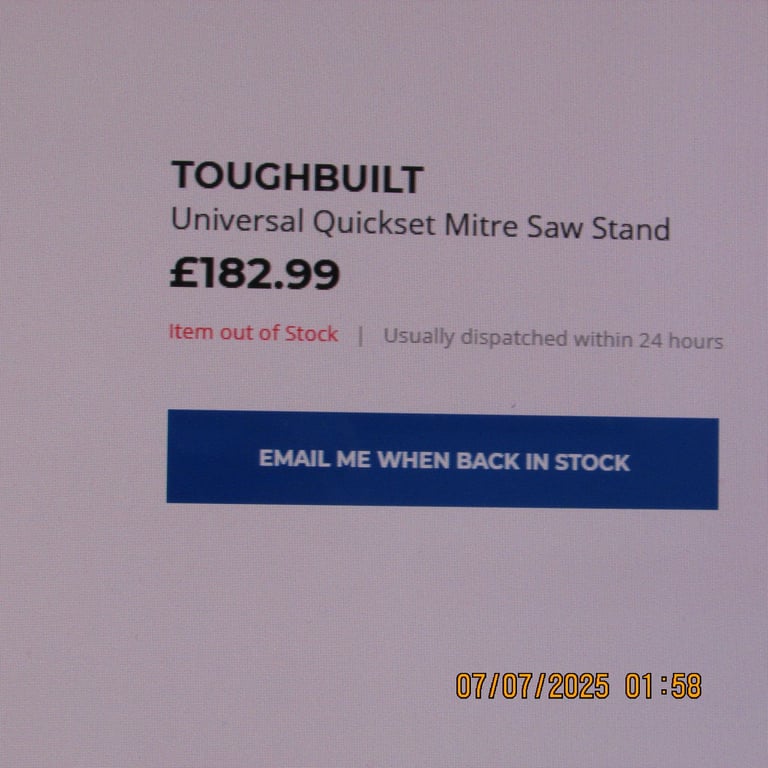 TOUGHBUILT
Universal Quickset Mitre Saw Stand
£182.99
Item out of Stock | Usually dispatched within 24 hours
EMAIL ME WHEN BACK IN STOCK
07/07/2025 01:58